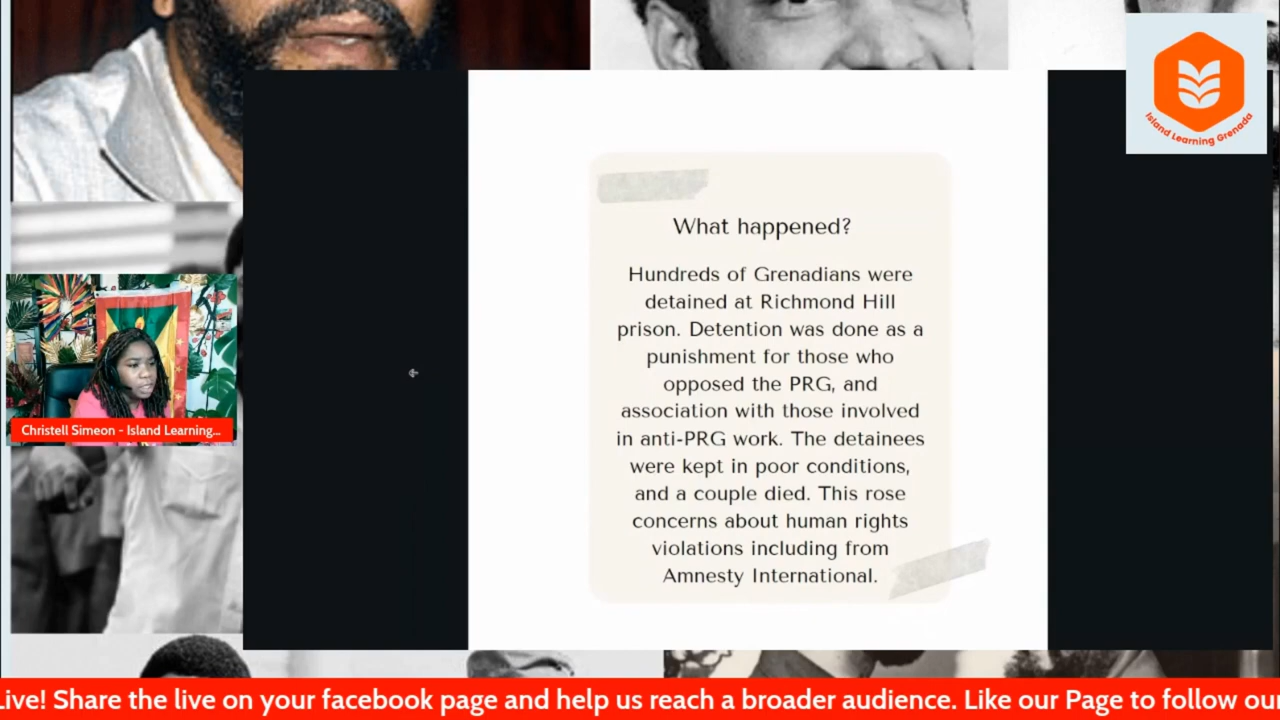 Island Learning Grenada
What happened?
Hundreds of Grenadians were
detained at Richmond Hill
prison. Detention was done as a
punishment for those who
opposed the PRG, and
association with those involved
in anti-PRG work. The detainees
were kept in poor conditions,
and a couple died. This rose
concerns about human rights
violations including from
Amnesty International.
Christell Simeon - Island Learning...
Live! Share the live on your facebook page and help us reach a broader audience. Like our Page to follow ou